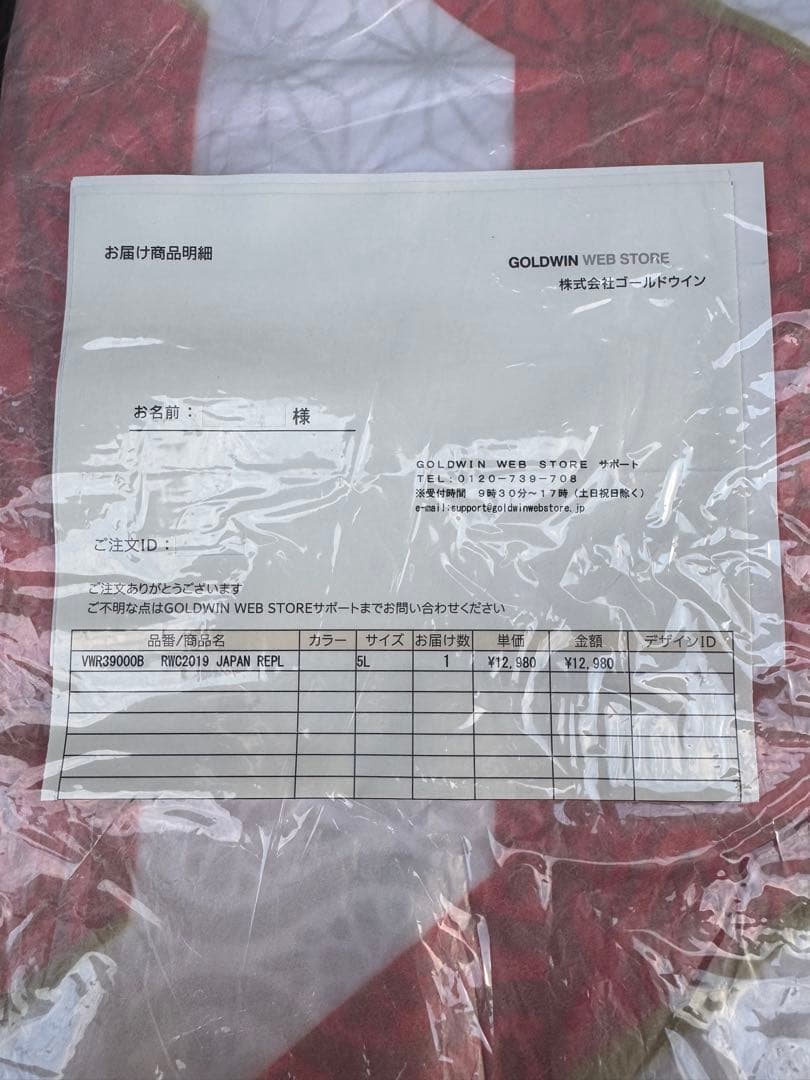 お届け商品明細
GOLDWIN WEB STORE
株式会社ゴールドウイン
お名前： 様
GOLDWIN WEB STORE サポート
TEL：0120-739-708
※受付時間 9時30分～17時（土日祝日除く）
e-mail:support@goldwinwebstore.jp
ご注文ID：
ご注文ありがとうございます
ご不明な点はGOLDWIN WEB STOREサポートまでお問い合わせください
品番/商品名 カラー サイズ お届け数 単価 金額 デザインID
VWR39000B RWC2019 JAPAN REPL 5L 1 ¥12,980 ¥12,980